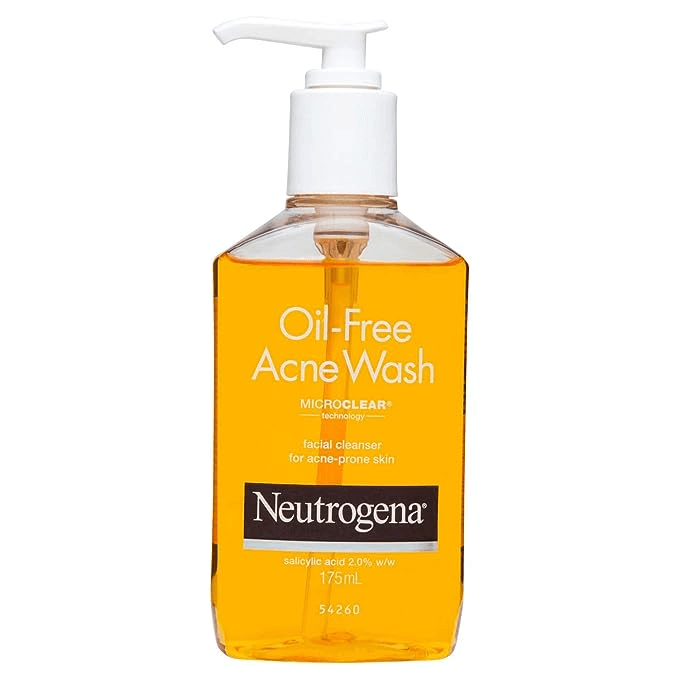 Oil-Free
Acne Wash
MICROCLEAR®
technology
facial cleanser
for acne-prone skin
Neutrogena®
salicylic acid 2.0% w/w
175mL
54260